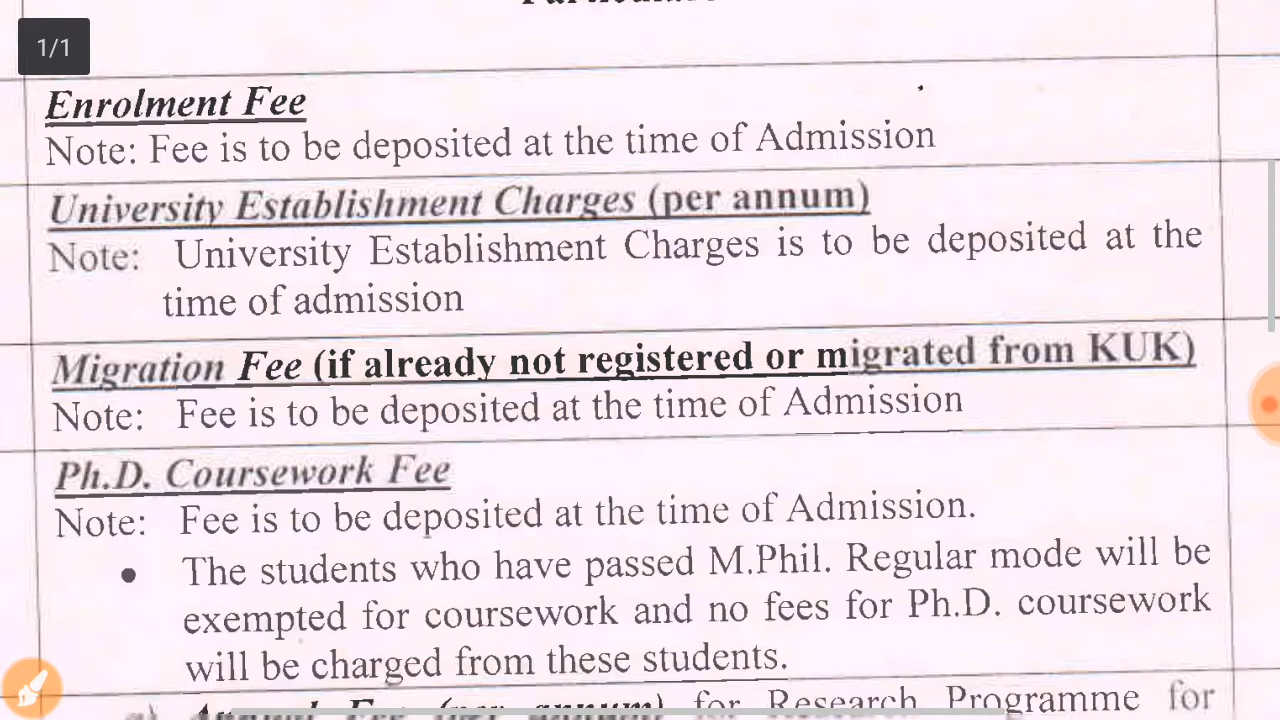 1/1
Enrolment Fee
Note: Fee is to be deposited at the time of Admission
University Establishment Charges (per annum)
Note: University Establishment Charges is to be deposited at the
time of admission
Migration Fee (if already not registered or migrated from KUK)
Note: Fee is to be deposited at the time of Admission
Ph.D. Coursework Fee
Note: Fee is to be deposited at the time of Admission.
• The students who have passed M.Phil. Regular mode will be
exempted for coursework and no fees for Ph.D. coursework
will be charged from these students.
a) Annual Fee (per annum) for Research Programme for